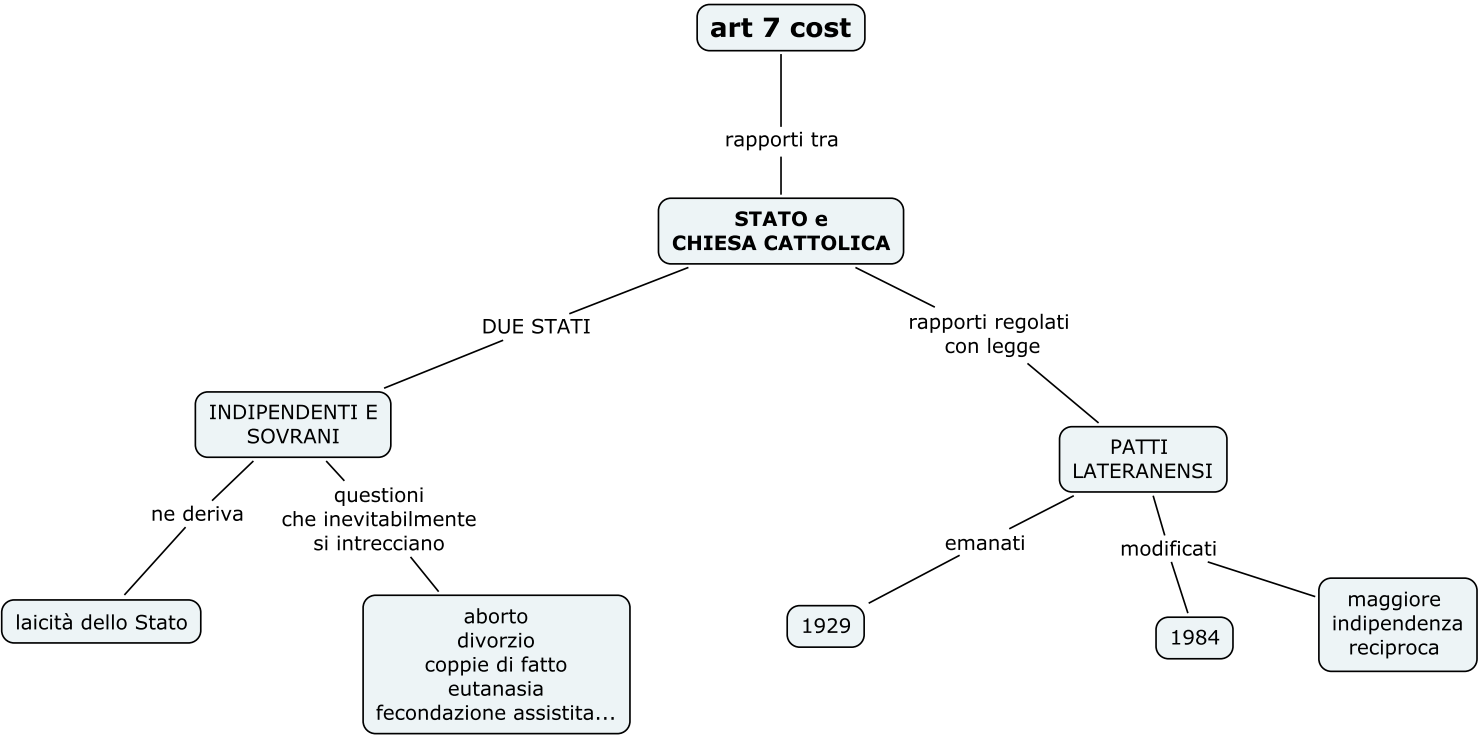 art 7 cost
rapporti tra
STATO e
CHIESA CATTOLICA
DUE STATI
rapporti regolati
con legge
INDIPENDENTI E
SOVRANI
PATTI
LATERANENSI
ne deriva
questioni
che inevitabilmente
si intrecciano
emanati
modificati
laicità dello Stato
aborto
divorzio
coppie di fatto
eutanasia
fecondazione assistita...
1929
1984
maggiore
indipendenza
reciproca